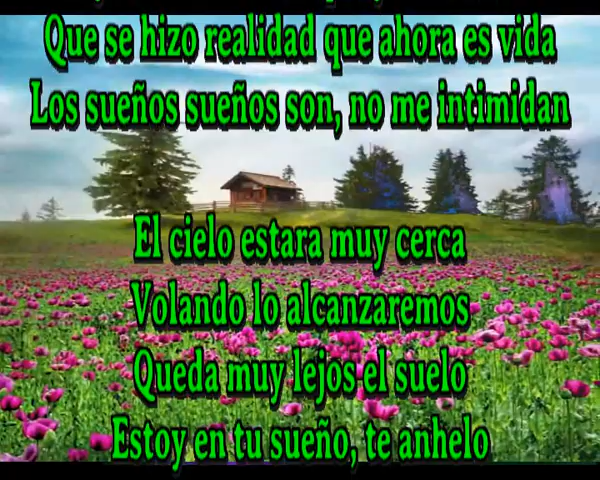 Que se hizo realidad que ahora es vida
Los sueños sueños son, no me intimidan
El cielo estara muy cerca
Volando lo alcanzaremos
Queda muy lejos el suelo
Estoy en tu sueño, te anhelo